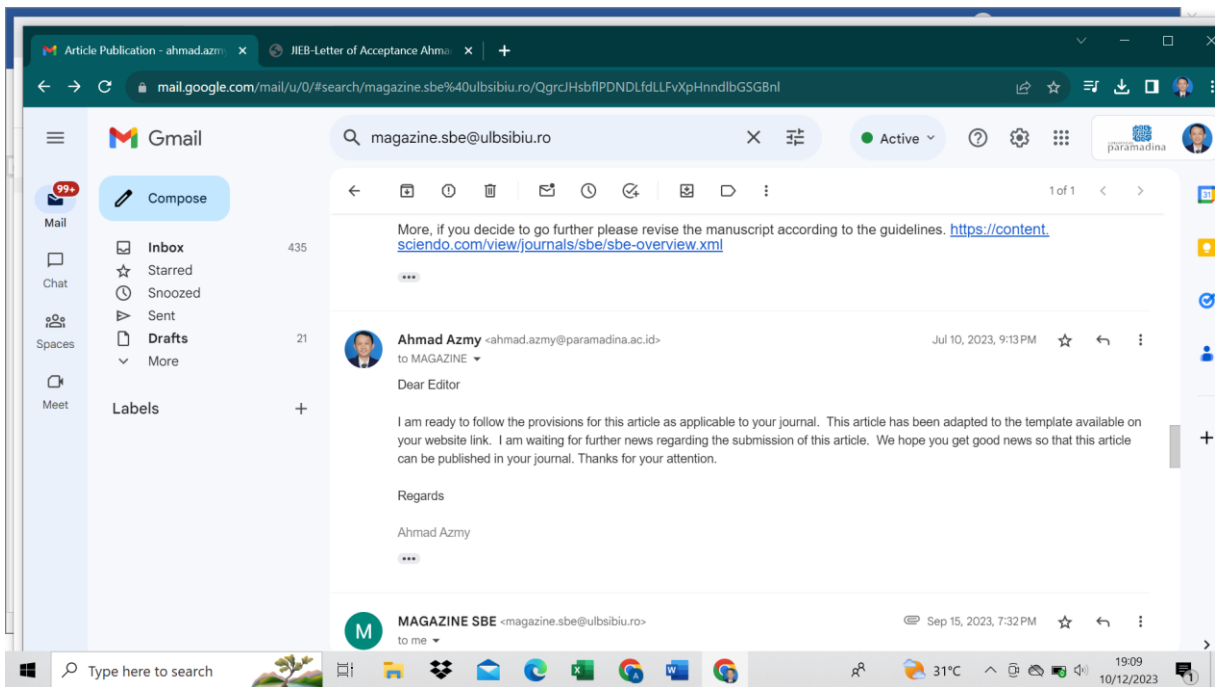 Article Publication - ahmad.azmy
JIEB-Letter of Acceptance Ahma
mail.google.com/mail/u/0/#search/magazine.sbe%40ulbsibiu.ro/QgrcJHsbflPDNDLfdLLFvXpHnndlbGSGBnl
Gmail
magazine.sbe@ulbsibiu.ro
Active
paramadina
99+
Mail
Chat
Spaces
Meet
Compose
Inbox 435
Starred
Snoozed
Sent
Drafts 21
More
Labels
1 of 1
31
More, if you decide to go further please revise the manuscript according to the guidelines. https://content.
sciendo.com/view/journals/sbe/sbe-overview.xml
Ahmad Azmy <ahmad.azmy@paramadina.ac.id> Jul 10, 2023, 9:13 PM
to MAGAZINE
Dear Editor
I am ready to follow the provisions for this article as applicable to your journal. This article has been adapted to the template available on
your website link. I am waiting for further news regarding the submission of this article. We hope you get good news so that this article
can be published in your journal. Thanks for your attention.
Regards
Ahmad Azmy
M
MAGAZINE SBE <magazine.sbe@ulbsibiu.ro> Sep 15, 2023, 7:32 PM
to me
Type here to search
31°C
19:09
10/12/2023
1